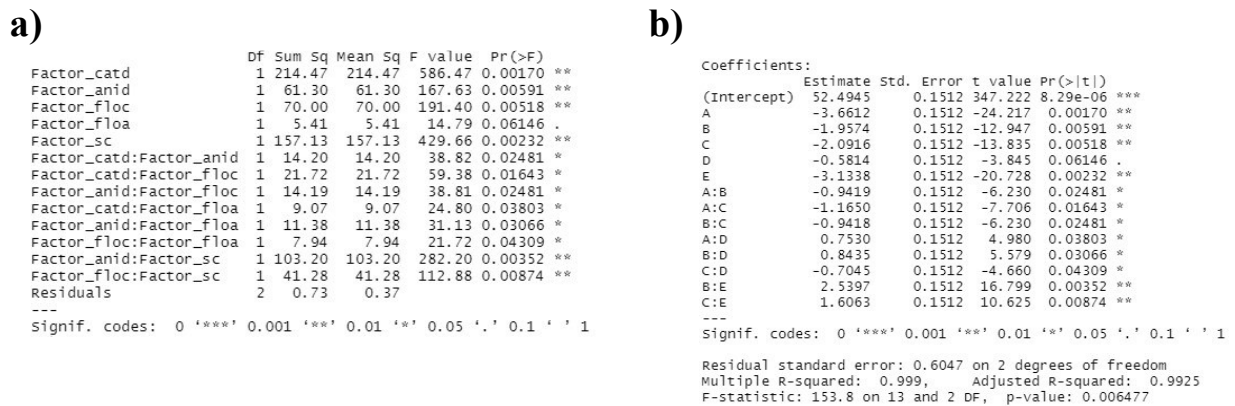 a)
Df Sum Sq Mean Sq F value Pr(>F)
Factor_catd 1 214.47 214.47 586.47 0.00170 **
Factor_anid 1 61.30 61.30 167.63 0.00591 **
Factor_floc 1 70.00 70.00 191.40 0.00518 **
Factor_floa 1 5.41 5.41 14.79 0.06146 .
Factor_sc 1 157.13 157.13 429.66 0.00232 **
Factor_catd:Factor_anid 1 14.20 14.20 38.82 0.02481 *
Factor_catd:Factor_floc 1 21.72 21.72 59.38 0.01643 *
Factor_anid:Factor_floc 1 14.19 14.19 38.81 0.02481 *
Factor_catd:Factor_floa 1 9.07 9.07 24.80 0.03803 *
Factor_anid:Factor_floa 1 11.38 11.38 31.13 0.03066 *
Factor_floc:Factor_floa 1 7.94 7.94 21.72 0.04309 *
Factor_anid:Factor_sc 1 103.20 103.20 282.20 0.00352 **
Factor_floc:Factor_sc 1 41.28 41.28 112.88 0.00874 **
Residuals 2 0.73 0.37
---
Signif. codes: 0 ‘***’ 0.001 ‘**’ 0.01 ‘*’ 0.05 ‘.’ 0.1 ‘ ’ 1
b)
Coefficients:
Estimate Std. Error t value Pr(>|t|)
(Intercept) 52.4945 0.1512 347.222 8.29e-06 ***
A -3.6612 0.1512 -24.217 0.00170 **
B -1.9574 0.1512 -12.947 0.00591 **
C -2.0916 0.1512 -13.835 0.00518 **
D -0.5814 0.1512 -3.845 0.06146 .
E -3.1338 0.1512 -20.728 0.00232 **
A:B -0.9419 0.1512 -6.230 0.02481 *
A:C -1.1650 0.1512 -7.706 0.01643 *
B:C -0.9418 0.1512 -6.230 0.02481 *
A:D 0.7530 0.1512 4.980 0.03803 *
B:D 0.8435 0.1512 5.579 0.03066 *
C:D -0.7045 0.1512 -4.660 0.04309 *
B:E 2.5397 0.1512 16.799 0.00352 **
C:E 1.6063 0.1512 10.625 0.00874 **
---
Signif. codes: 0 ‘***’ 0.001 ‘**’ 0.01 ‘*’ 0.05 ‘.’ 0.1 ‘ ’ 1
Residual standard error: 0.6047 on 2 degrees of freedom
Multiple R-squared: 0.999, Adjusted R-squared: 0.9925
F-statistic: 153.8 on 13 and 2 DF, p-value: 0.006477